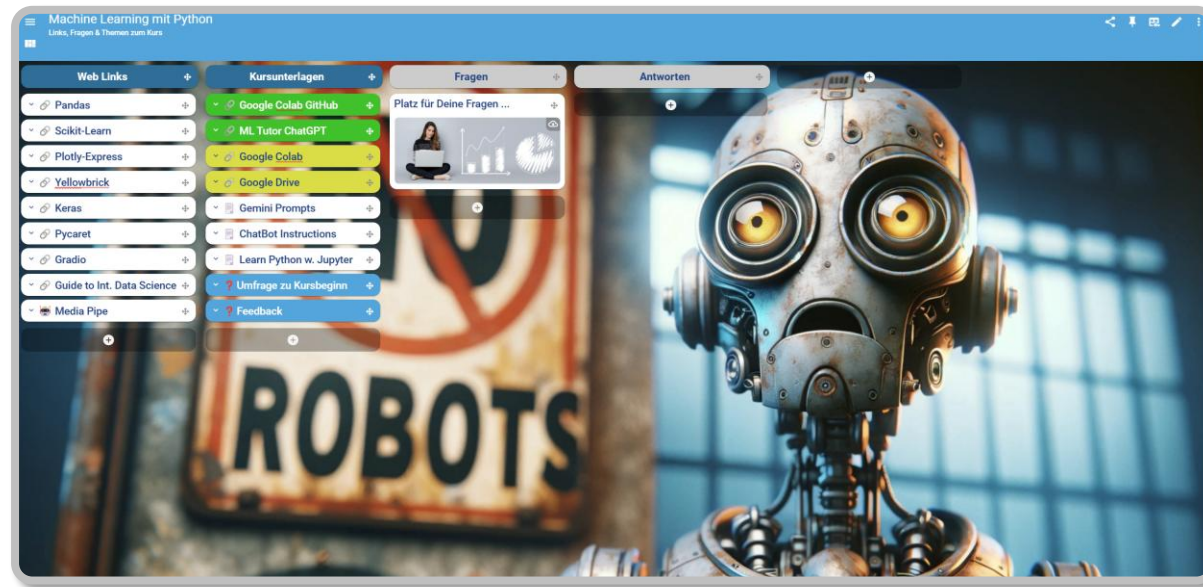 Machine Learning mit Python
Links, Fragen & Themen zum Kurs
Web Links
Pandas
Scikit-Learn
Plotly-Express
Yellowbrick
Keras
Pycaret
Gradio
Guide to Int. Data Science
Media Pipe
Kursunterlagen
Google Colab GitHub
ML Tutor ChatGPT
Google Colab
Google Drive
Gemini Prompts
ChatBot Instructions
Learn Python w. Jupyter
Umfrage zu Kursbeginn
Feedback
Fragen
Platz für Deine Fragen ...
Antworten
ROBOTS